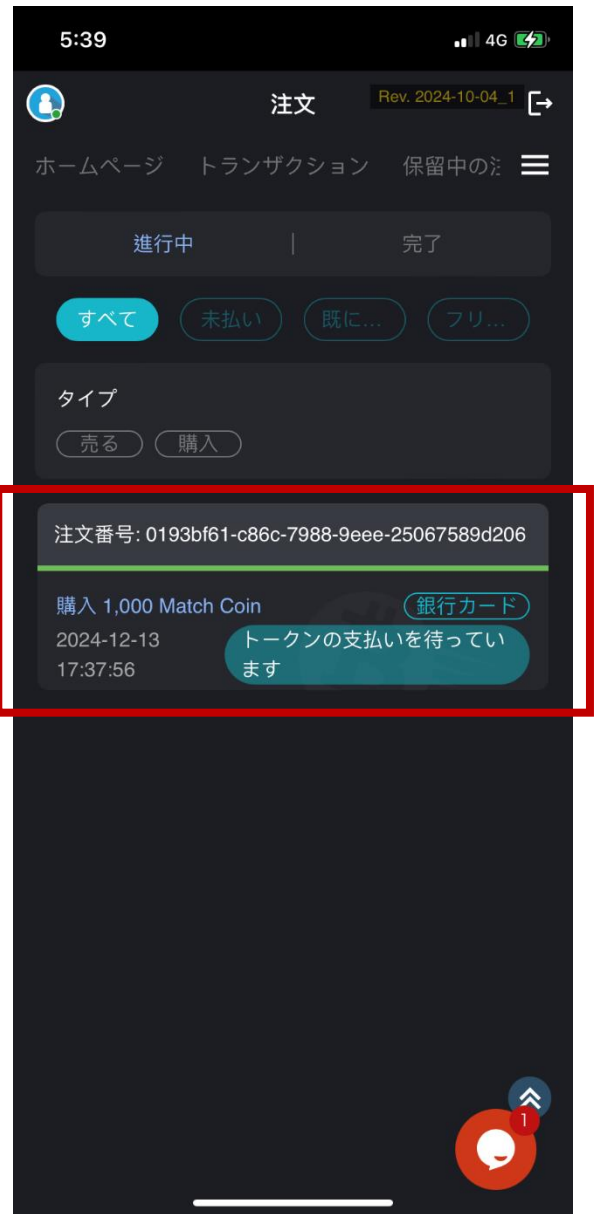 5:39
4G
注文
Rev. 2024-10-04_1
ホームページ トランザクション 保留中の
進行中 | 完了
すべて 未払い 既に... フリ...
タイプ
売る 購入
注文番号: 0193bf61-c86c-7988-9eee-25067589d206
購入 1,000 Match Coin
銀行カード
2024-12-13
17:37:56
トークンの支払いを待ってい
ます
1